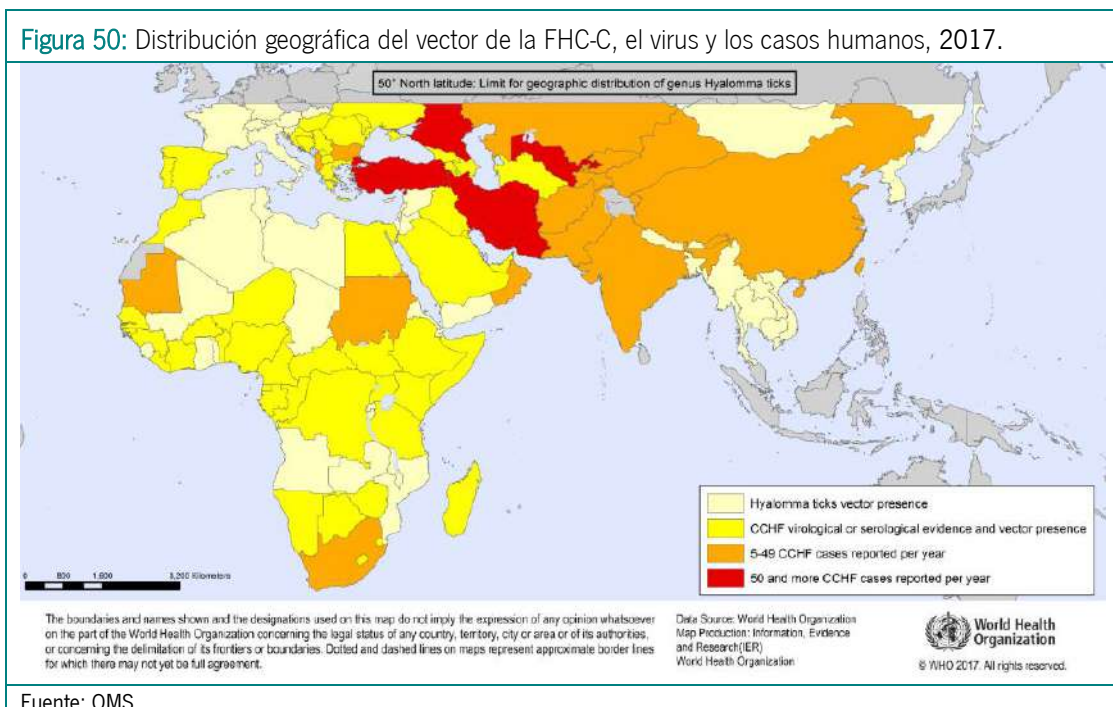 Figura 50: Distribución geográfica del vector de la FHC-C, el virus y los casos humanos, 2017.
50° North latitude: Limit for geographic distribution of genus Hyalomma ticks
Hyalomma ticks vector presence
CCHF virological or serological evidence and vector presence
5-49 CCHF cases reported per year
50 and more CCHF cases reported per year
0 800 1,600 3,200 Kilometers
The boundaries and names shown and the designations used on this map do not imply the expression of any opinion whatsoever
on the part of the World Health Organization concerning the legal status of any country, territory, city or area or of its authorities,
or concerning the delimitation of its frontiers or boundaries. Dotted and dashed lines on maps represent approximate border lines
for which there may not yet be full agreement.
Data Source: World Health Organization
Map Production: Information, Evidence
and Research(IER)
World Health Organization
World Health
Organization
© WHO 2017. All rights reserved.
Fuente: OMS